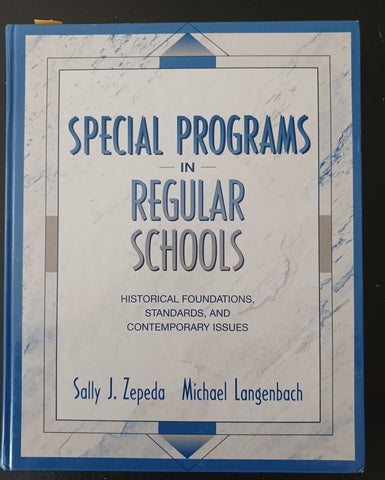 SPECIAL PROGRAMS
IN
REGULAR
SCHOOLS
HISTORICAL FOUNDATIONS,
STANDARDS, AND
CONTEMPORARY ISSUES
Sally J. Zepeda Michael Langenbach